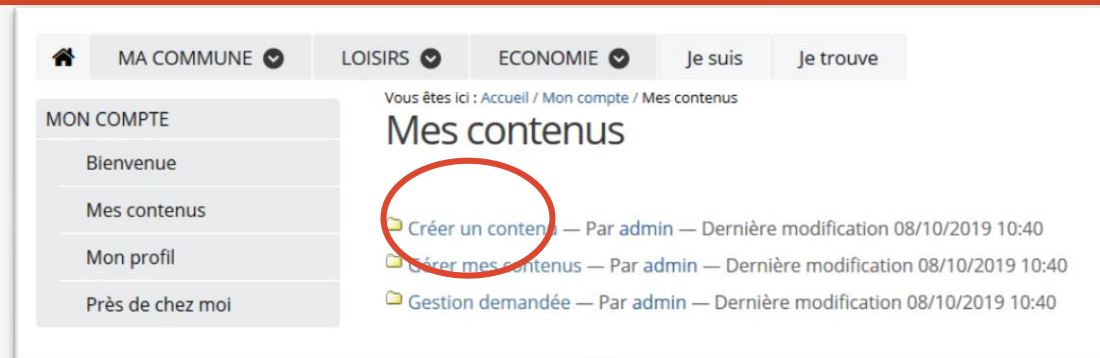 MA COMMUNE LOISIRS ECONOMIE Je suis Je trouve
Vous êtes ici : Accueil / Mon compte / Mes contenus
MON COMPTE
Mes contenus
Bienvenue
Mes contenus
Mon profil
Près de chez moi
Créer un contenu — Par admin — Dernière modification 08/10/2019 10:40
Gérer mes contenus — Par admin — Dernière modification 08/10/2019 10:40
Gestion demandée — Par admin — Dernière modification 08/10/2019 10:40